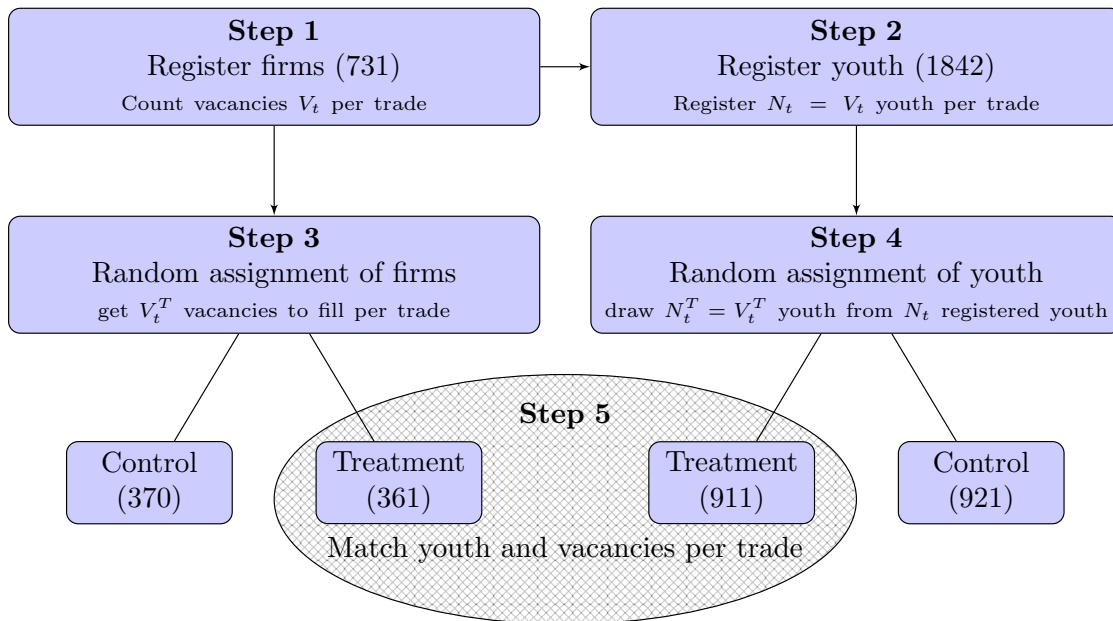 Step 1
Register firms (731)
Count vacancies V_t per trade
Step 2
Register youth (1842)
Register N_t = V_t youth per trade
Step 3
Random assignment of firms
get V_t^T vacancies to fill per trade
Step 4
Random assignment of youth
draw N_t^T = V_t^T youth from N_t registered youth
Step 5
Control
(370)
Treatment
(361)
Treatment
(911)
Control
(921)
Match youth and vacancies per trade